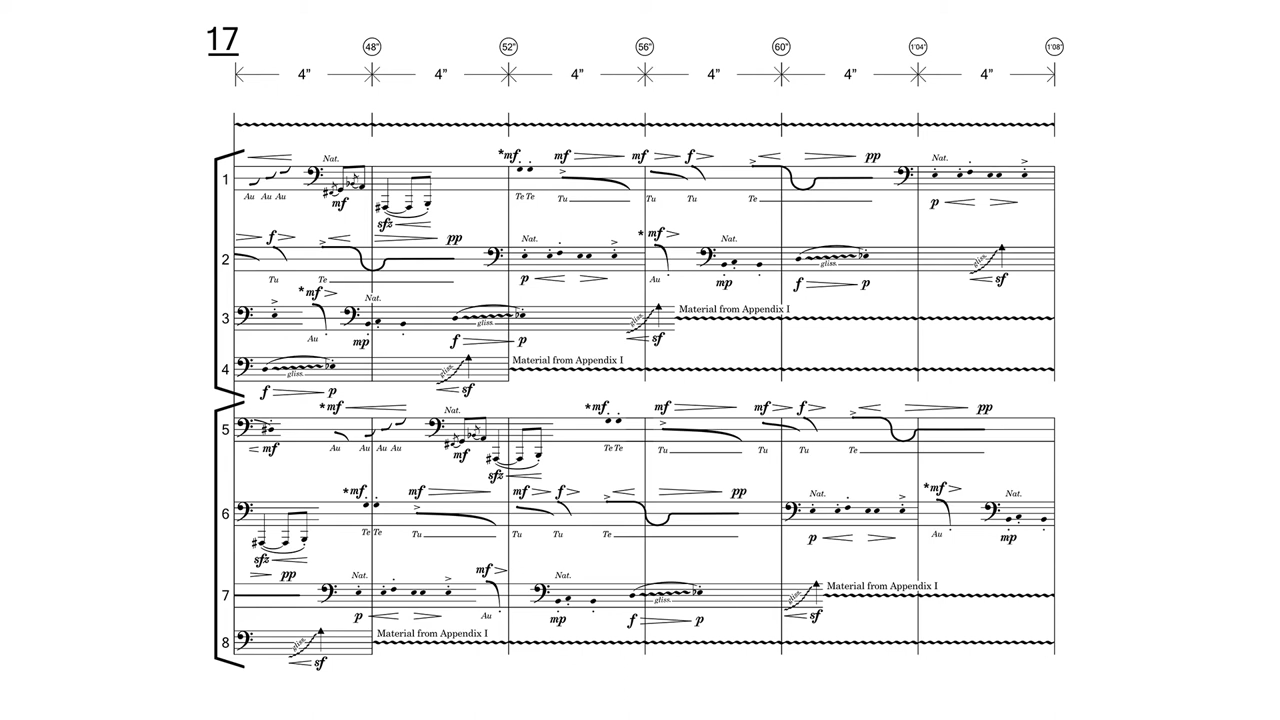 17
48" 52" 56" 60" 1'04" 1'08"
4” 4” 4” 4” 4” 4”
Nat. *mf mf mf f pp Nat.
1
Au Au Au mf Te Te Tu Tu Tu Te p
sfz
f pp Nat. *mf Nat.
2 gliss. gliss.
Tu Te p Au mp f p sf
*mf Nat. Material from Appendix I
3 gliss. gliss.
Au mp f p sf
Material from Appendix I
4 gliss. gliss.
f p sf
*mf Nat. *mf mf mf f pp
5
mf Au Au Au Au mf Te Te Tu Tu Tu Te
sfz
*mf mf mf f pp Nat. *mf Nat.
6
Te Te Tu Tu Tu Te p Au mp
sfz
pp Nat. mf Nat. Material from Appendix I
7 gliss. gliss.
p Au mp f p sf
Material from Appendix I
8 gliss.
sf